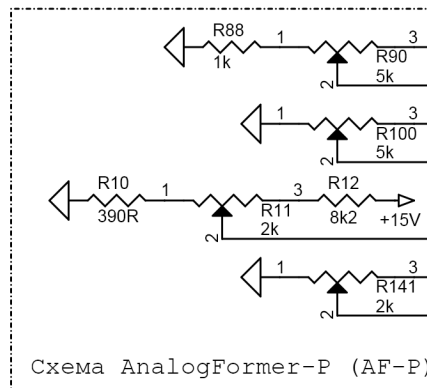 R88
1 3
1k R90
2 5k
1 3
R100
2 5k
R10 1 3 R12
390R R11 8k2 +15V
2 2k
1 3
R141
2 2k
Схема AnalogFormer-P (AF-P)